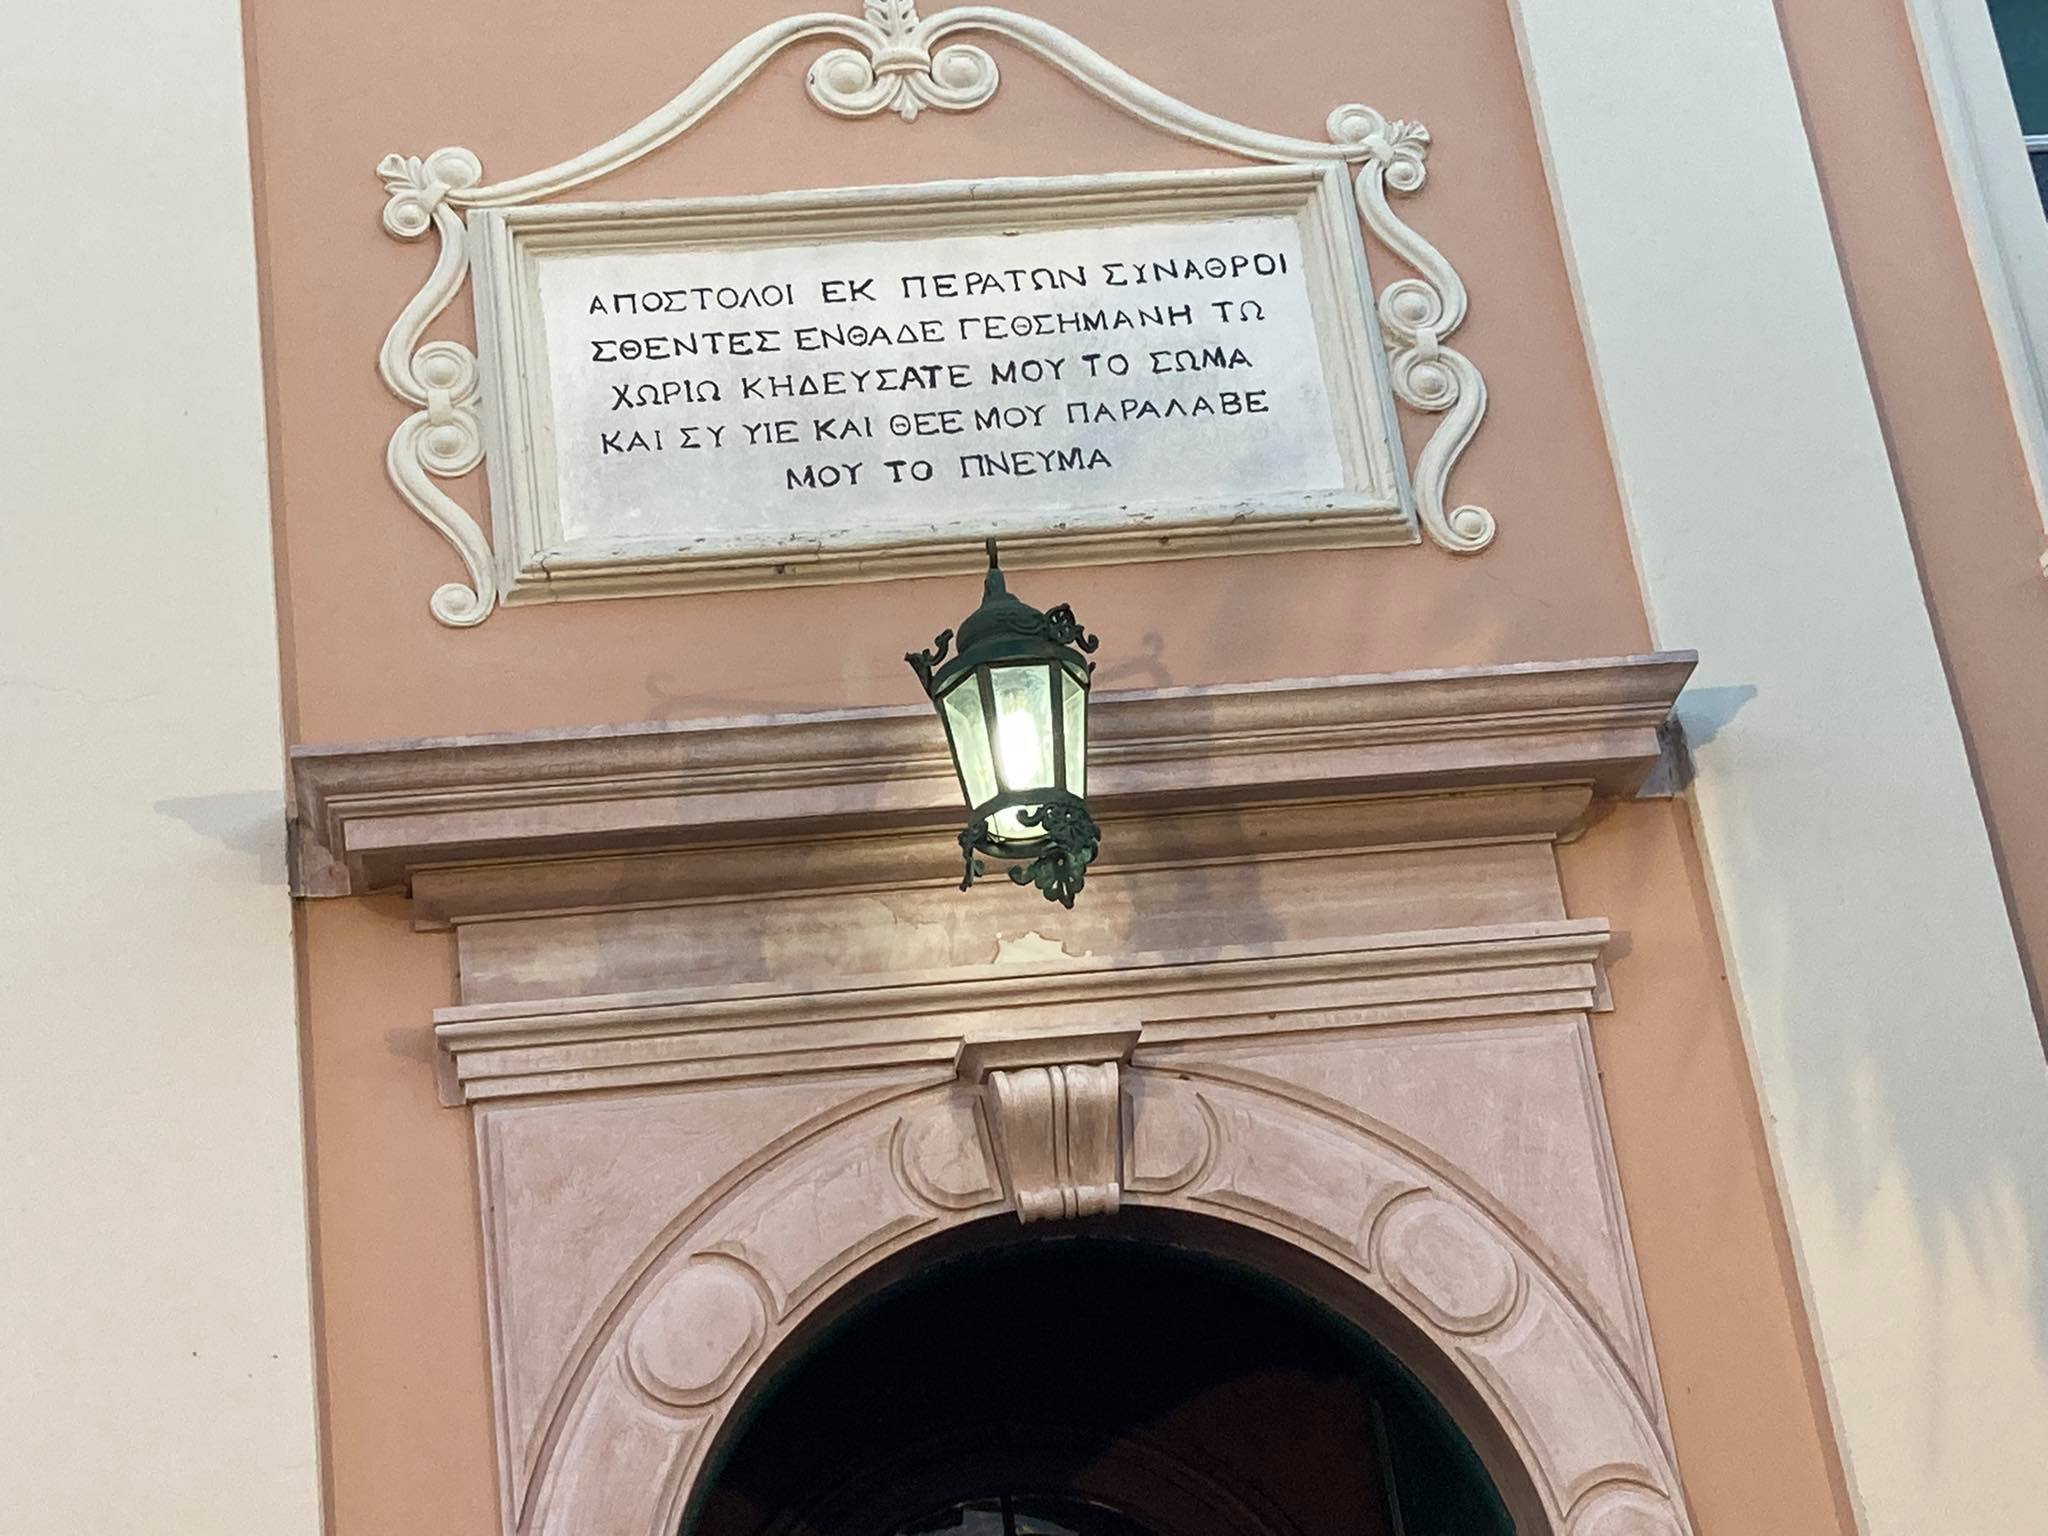 ΑΠΟΣΤΟΛΟΙ ΕΚ ΠΕΡΑΤΩΝ ΣΥΝΑΘΡΟΙ
ΣΘΕΝΤΕΣ ΕΝΘΑΔΕ ΓΕΘΣΗΜΑΝΗ ΤΩ
ΧΩΡΙΩ ΚΗΔΕΥΣΑΤΕ ΜΟΥ ΤΟ ΣΩΜΑ
ΚΑΙ ΣΥ ΥΙΕ ΚΑΙ ΘΕΕ ΜΟΥ ΠΑΡΑΛΑΒΕ
ΜΟΥ ΤΟ ΠΝΕΥΜΑ